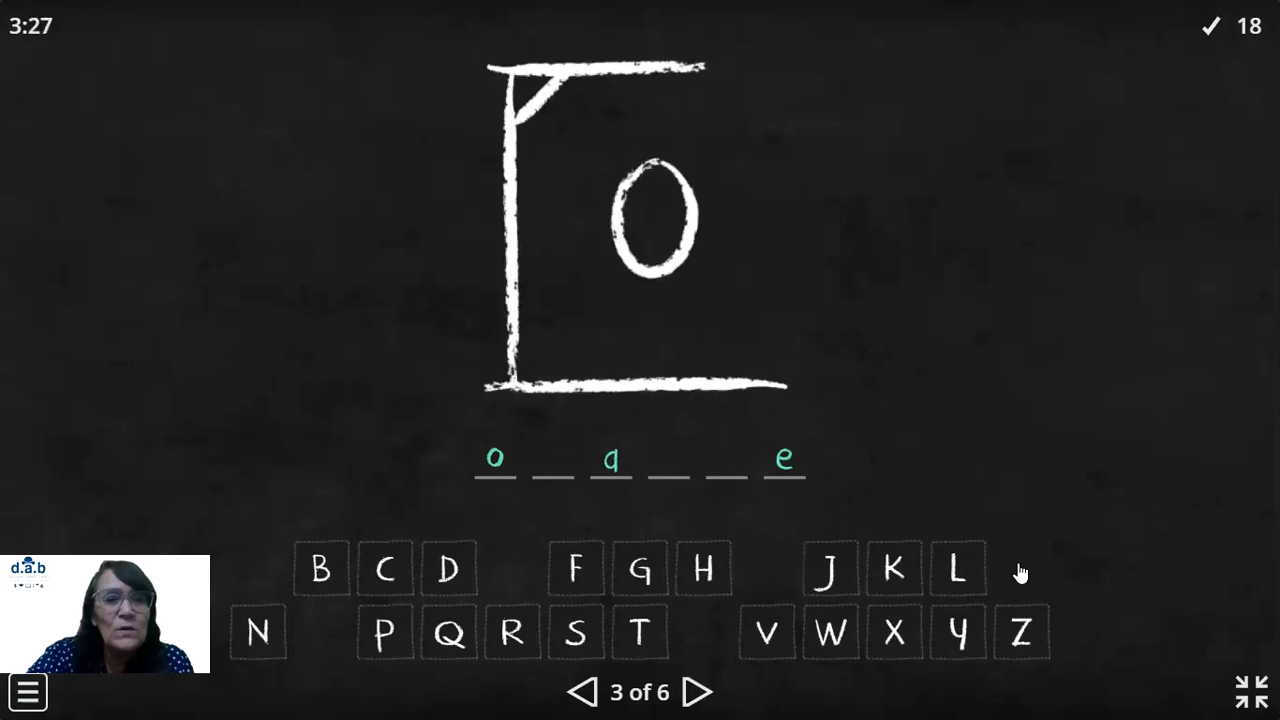 3:27
✓ 18
o _ a _ _ e
d.a.b
B C D F G H J K L
N P Q R S T V W X Y Z
3 of 6